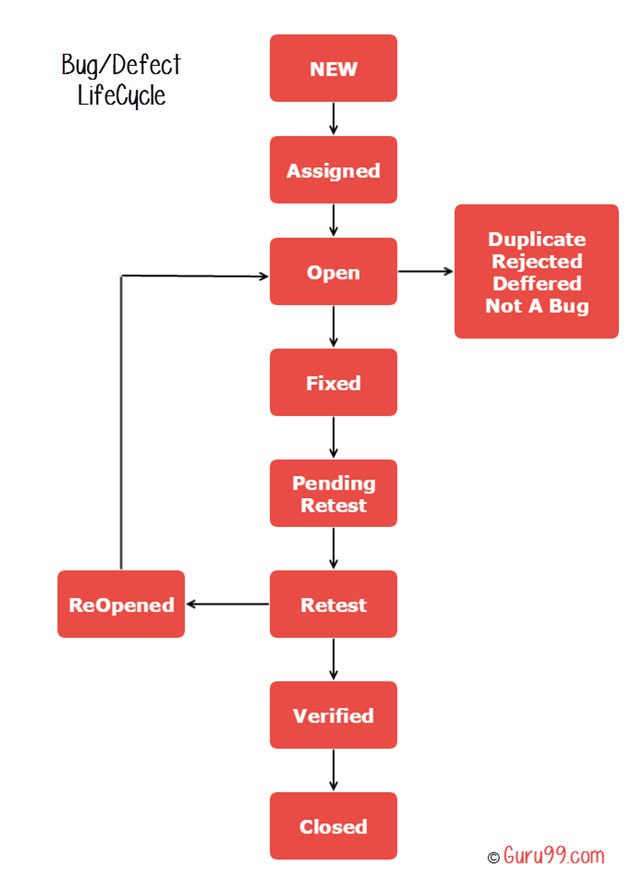 Bug/Defect
LifeCycle
NEW
Assigned
Open
Duplicate
Rejected
Deffered
Not A Bug
Fixed
Pending
Retest
ReOpened
Retest
Verified
Closed
© Guru99.com